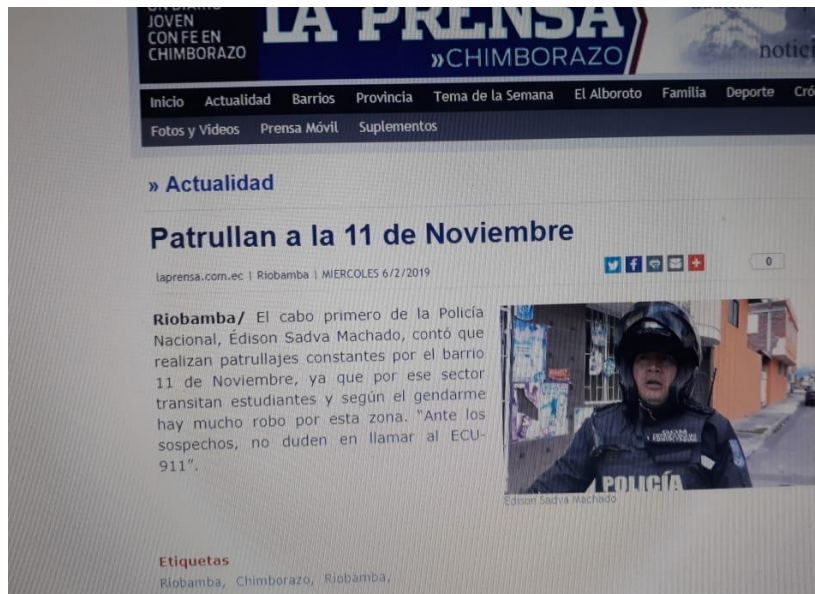 UN DIARIO
JOVEN
CON FE EN
CHIMBORAZO
LA PRENSA
»CHIMBORAZO
Inicio Actualidad Barrios Provincia Tema de la Semana El Alboroto Familia Deporte
Fotos y Videos Prensa Móvil Suplementos
» Actualidad
Patrullan a la 11 de Noviembre
laprensa.com.ec | Riobamba | MIERCOLES 6/2/2019
0
Riobamba/ El cabo primero de la Policía
Nacional, Édison Sadva Machado, contó que
realizan patrullajes constantes por el barrio
11 de Noviembre, ya que por ese sector
transitan estudiantes y según el gendarme
hay mucho robo por esta zona. "Ante los
sospechos, no duden en llamar al ECU-
911".
POLICÍA
Édison Sadva Machado
Etiquetas
Riobamba, Chimborazo, Riobamba,